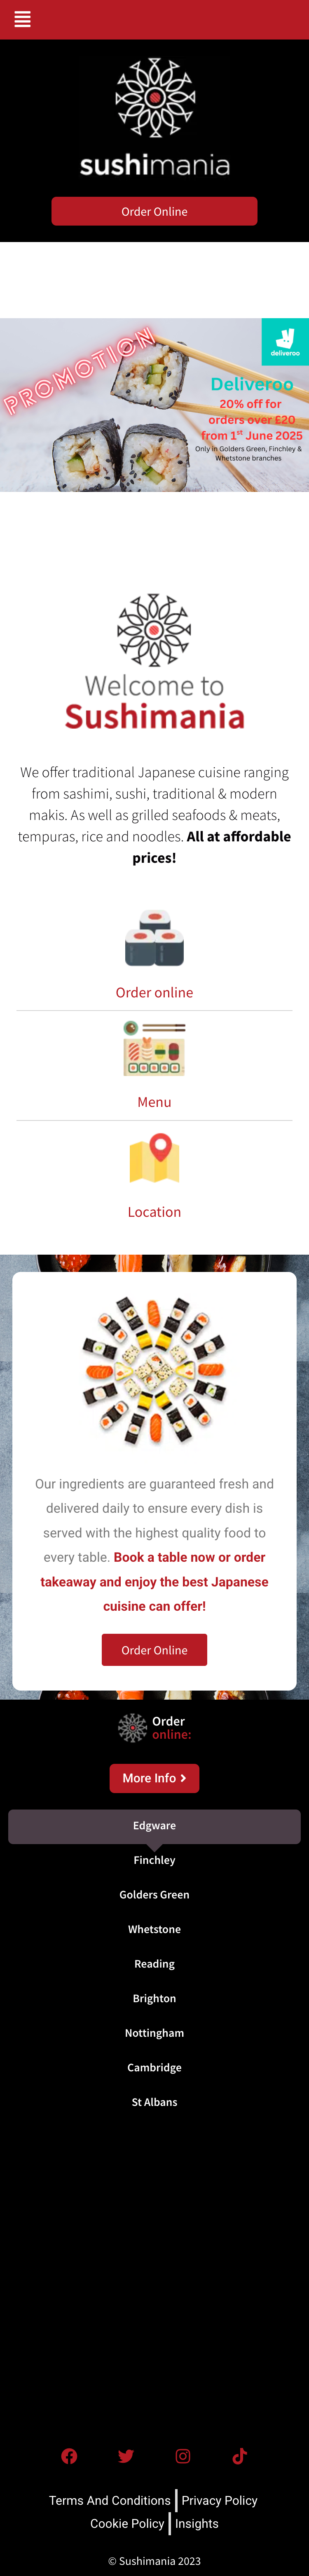 sushimania
Order Online
PROMOTION
deliveroo
Deliveroo
20% off for
orders over £20
from 1st June 2025
Only in Golders Green, Finchley &
Whetstone branches
Welcome to
Sushimania
We offer traditional Japanese cuisine ranging
from sashimi, sushi, traditional & modern
makis. As well as grilled seafoods & meats,
tempuras, rice and noodles. All at affordable
prices!
Order online
Menu
Location
Our ingredients are guaranteed fresh and
delivered daily to ensure every dish is
served with the highest quality food to
every table. Book a table now or order
takeaway and enjoy the best Japanese
cuisine can offer!
Order Online
Order
online:
More Info
Edgware
Finchley
Golders Green
Whetstone
Reading
Brighton
Nottingham
Cambridge
St Albans
Terms And Conditions Privacy Policy
Cookie Policy Insights
© Sushimania 2023